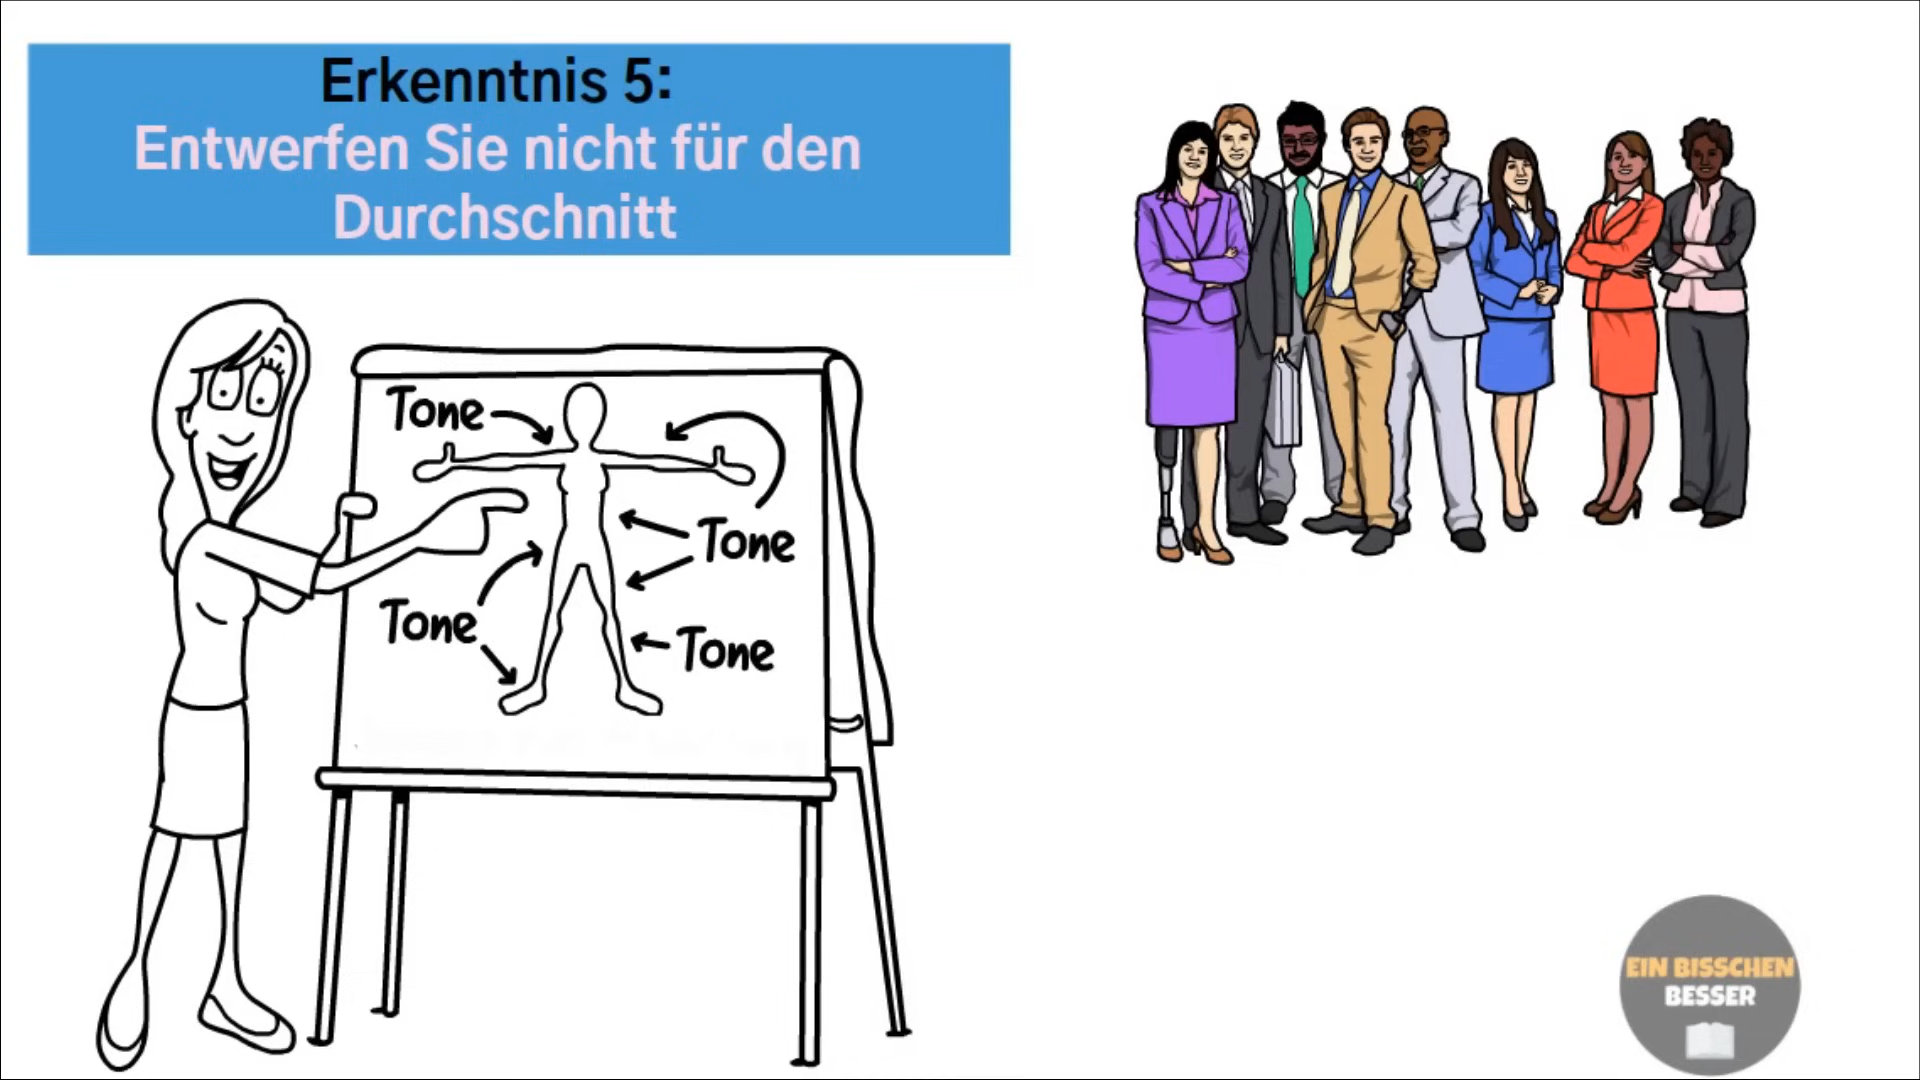 Erkenntnis 5:
Entwerfen Sie nicht für den
Durchschnitt
Tone
Tone
Tone
Tone
EIN BISSCHEN
BESSER